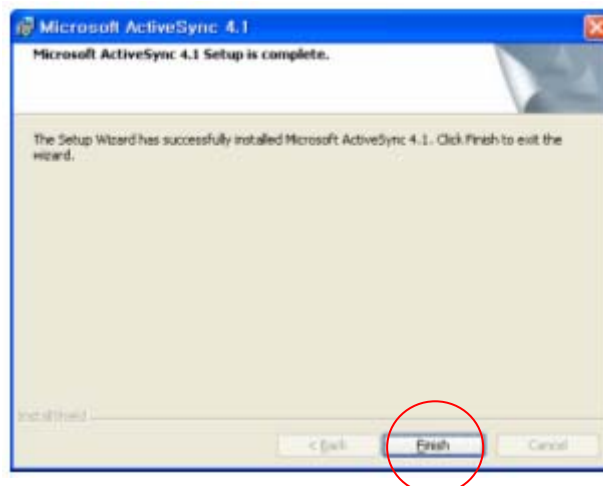 Microsoft ActiveSync 4.1
Microsoft ActiveSync 4.1 Setup is complete.
The Setup Wizard has successfully installed Microsoft ActiveSync 4.1. Click Finish to exit the
wizard.
InstallShield
< Back Finish Cancel